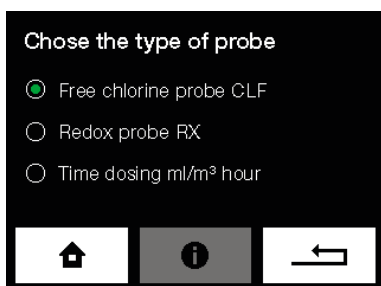 Chose the type of probe
Free chlorine probe CLF
Redox probe RX
Time dosing ml/m³ hour